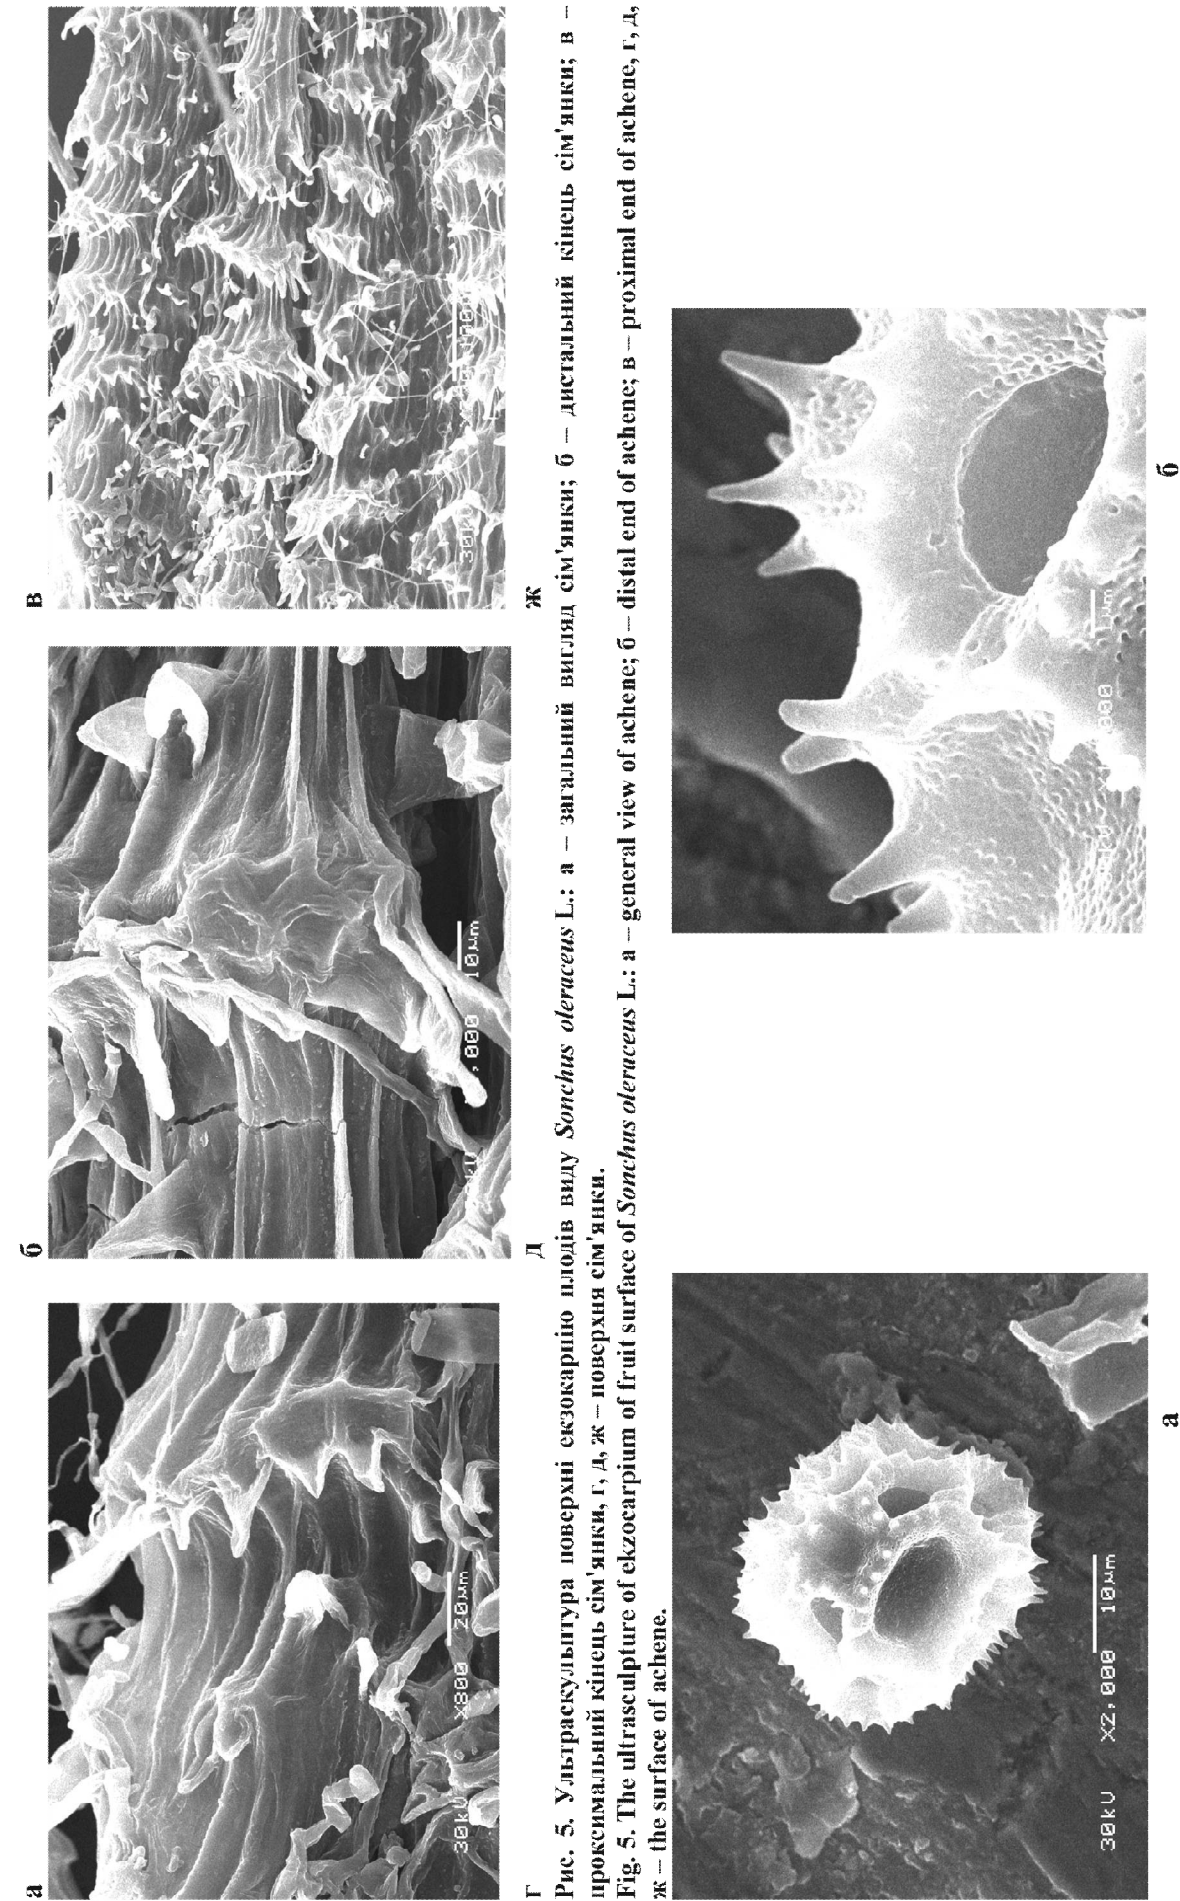 а б в
30kU X800 20µm
,000 10µm
г д ж
Рис. 5. Ультраскульптура поверхні екзокарпію плодів виду Sonchus oleraceus L.: а – загальний вигляд сім'янки; б – дистальний кінець сім'янки; в –
проксимальний кінець сім'янки, г, д, ж – поверхня сім'янки.
Fig. 5. The ultrasculpture of ekzocarpium of fruit surface of Sonchus oleraceus L.: а – general view of achene; б – distal end of achene; в – proximal end of achene, г, д,
ж – the surface of achene.
30kU X2,000 10µm
1µm
а б